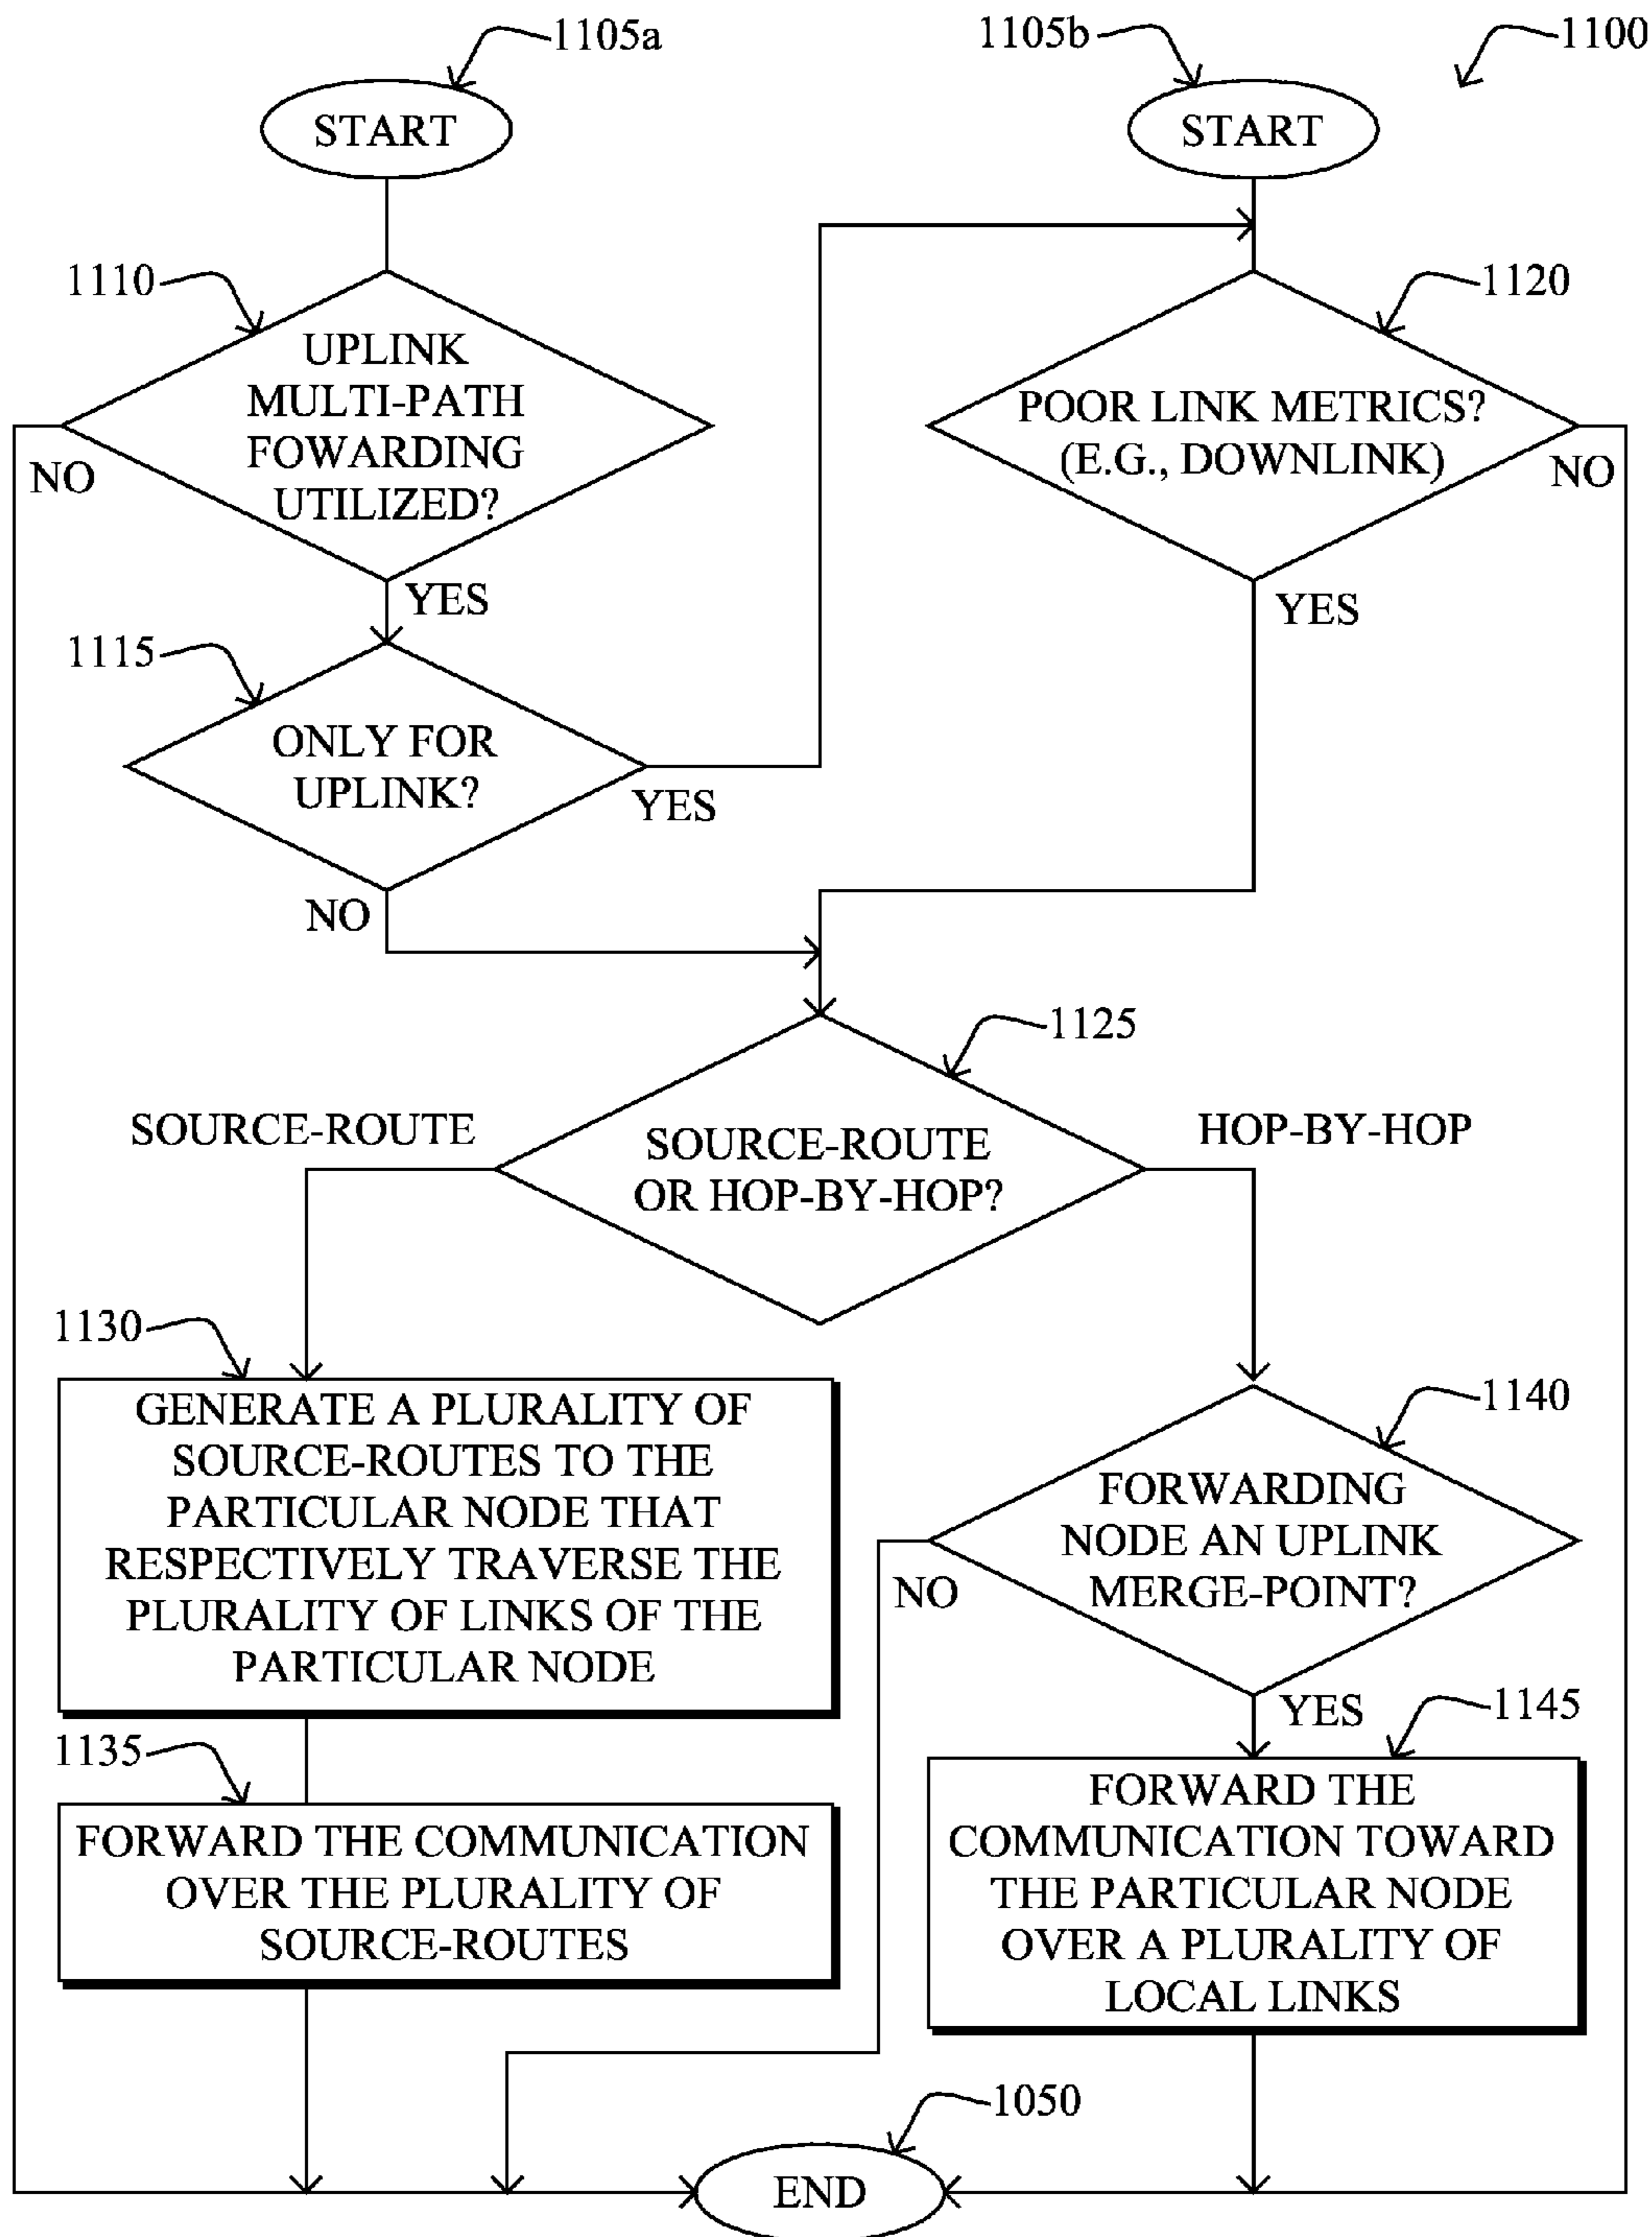 1105a
1105b
1100
START
START
1110
1120
UPLINK
MULTI-PATH
FOWARDING
UTILIZED?
POOR LINK METRICS?
(E.G., DOWNLINK)
NO
NO
YES
YES
1115
ONLY FOR
UPLINK?
YES
NO
1125
SOURCE-ROUTE
HOP-BY-HOP
SOURCE-ROUTE
OR HOP-BY-HOP?
1130
GENERATE A PLURALITY OF
SOURCE-ROUTES TO THE
PARTICULAR NODE THAT
RESPECTIVELY TRAVERSE THE
PLURALITY OF LINKS OF THE
PARTICULAR NODE
1140
FORWARDING
NODE AN UPLINK
MERGE-POINT?
NO
YES
1145
1135
FORWARD THE COMMUNICATION
OVER THE PLURALITY OF
SOURCE-ROUTES
FORWARD THE
COMMUNICATION TOWARD
THE PARTICULAR NODE
OVER A PLURALITY OF
LOCAL LINKS
1050
END